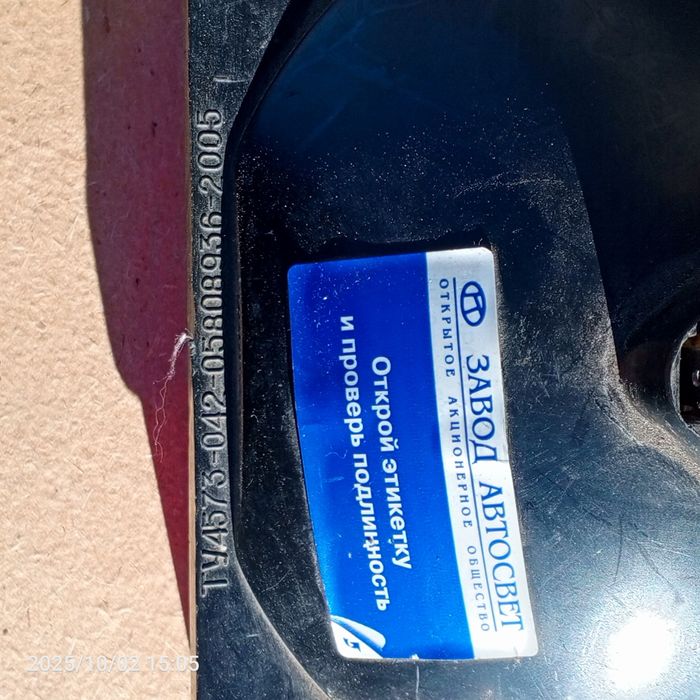 ТУ4573-042-05808936-2005
ЗАВОД АВТОСВЕТ
ОТКРЫТОЕ АКЦИОНЕРНОЕ ОБЩЕСТВО
Открой этикетку
и проверь подлинность
2025/10/02 15:05